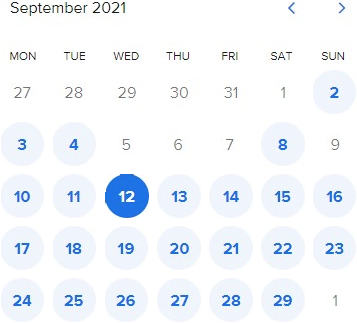 September 2021
MON TUE WED THU FRI SAT SUN
27 28 29 30 31 1 2
3 4 5 6 7 8 9
10 11 12 13 14 15 16
17 18 19 20 21 22 23
24 25 26 27 28 29 1